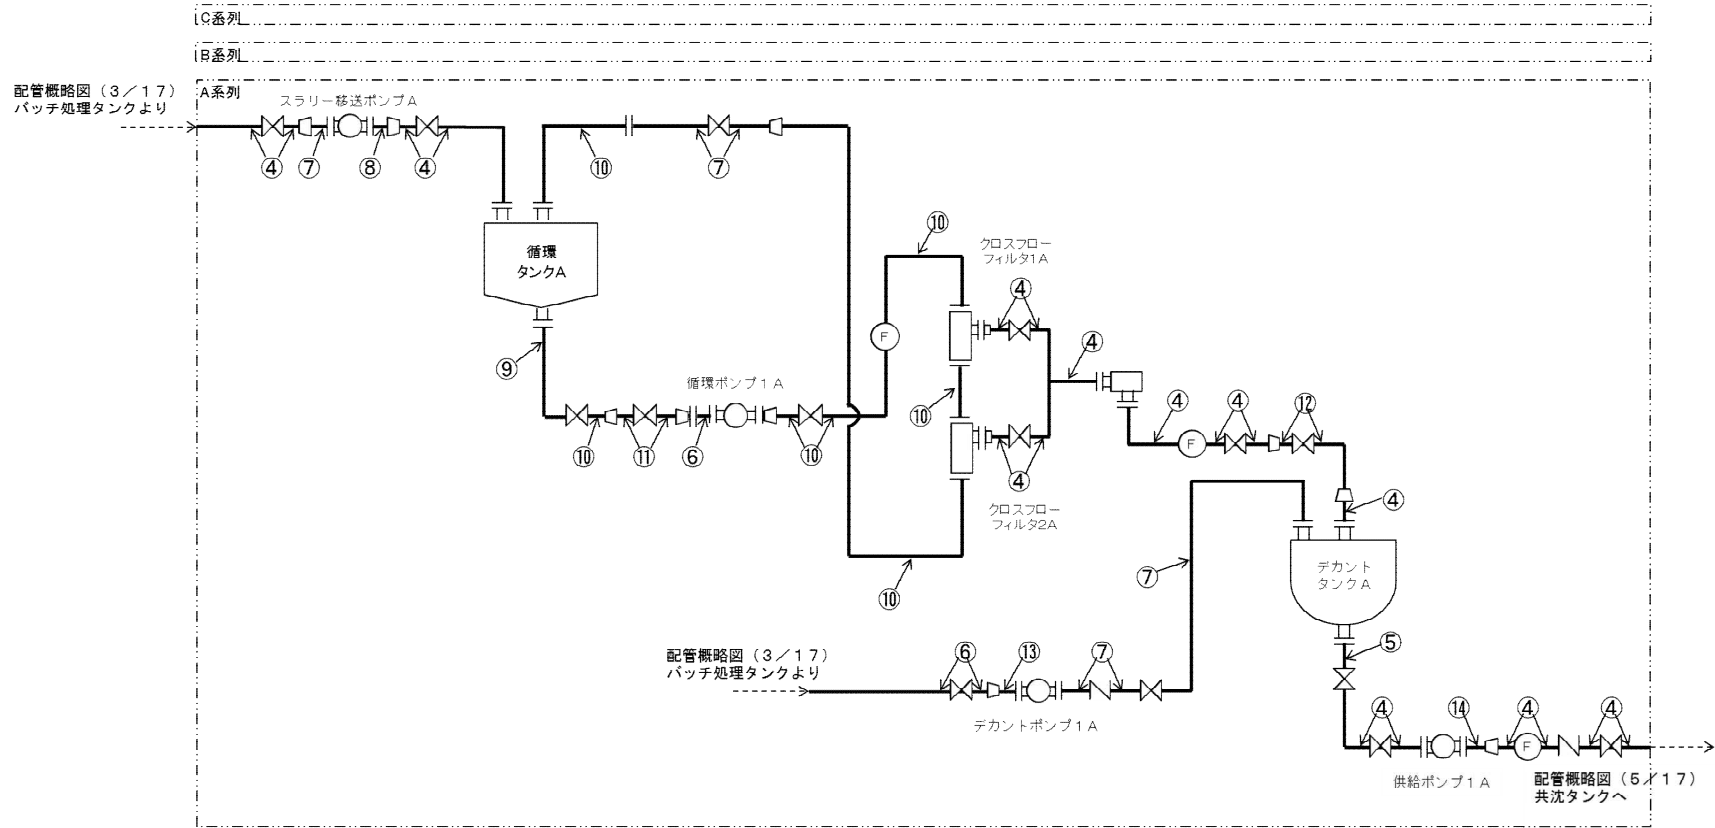 C系列
B系列
A系列
配管概略図（3／17）
バッチ処理タンクより
スラリー移送ポンプA
④
⑦
⑧
④
⑩
⑦
循環
タンクA
⑩
クロスフロー
フィルタ1A
④
F
④
⑨
循環ポンプ1A
⑩
④
④
⑫
F
⑩
⑪
⑥
⑩
④
④
クロスフロー
フィルタ2A
⑦
デカント
タンクA
⑩
配管概略図（3／17）
バッチ処理タンクより
⑥
⑬
⑦
⑤
デカントポンプ1A
④
⑭
④
④
F
供給ポンプ1A
配管概略図（5／17）
共沈タンクへ